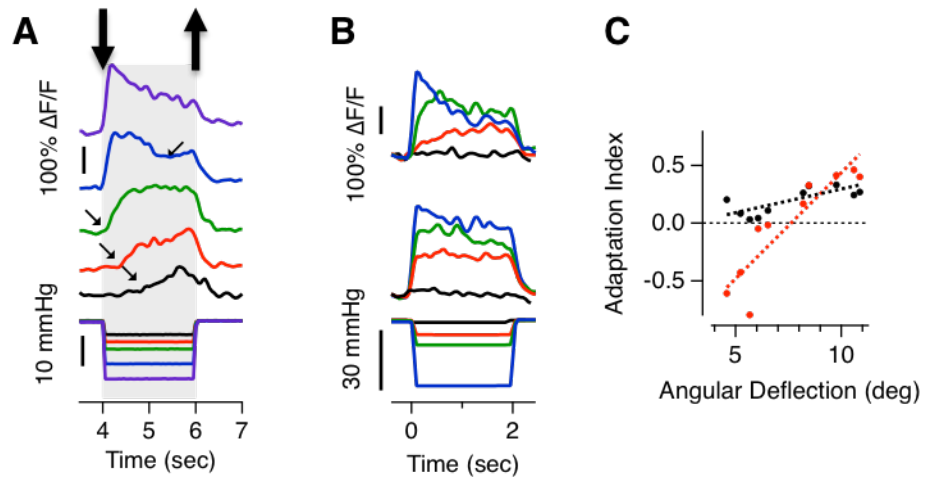 A
B
C
100% ΔF/F
10 mmHg
4 5 6 7
Time (sec)
100% ΔF/F
30 mmHg
0 2
Time (sec)
Adaptation Index
0.5
0.0
-0.5
5 10
Angular Deflection (deg)